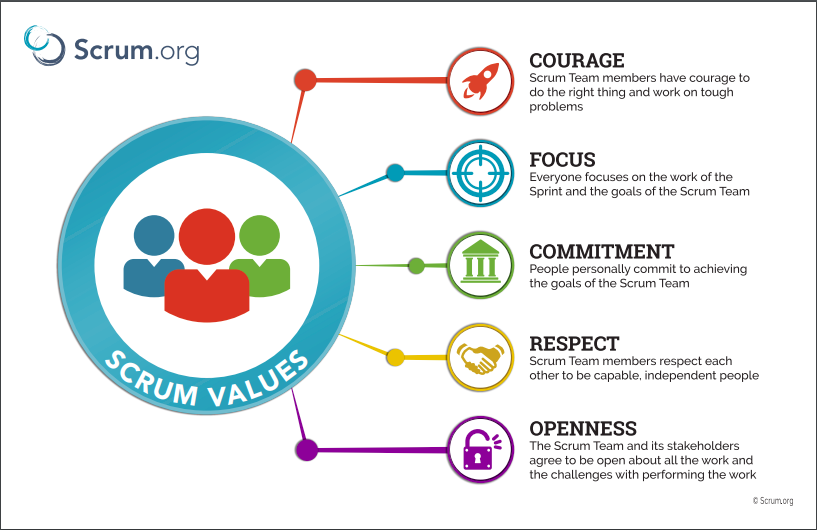 Scrum.org
COURAGE
Scrum Team members have courage to
do the right thing and work on tough
problems
FOCUS
Everyone focuses on the work of the
Sprint and the goals of the Scrum Team
COMMITMENT
People personally commit to achieving
the goals of the Scrum Team
RESPECT
Scrum Team members respect each
other to be capable, independent people
SCRUM VALUES
OPENNESS
The Scrum Team and its stakeholders
agree to be open about all the work and
the challenges with performing the work
© Scrum.org